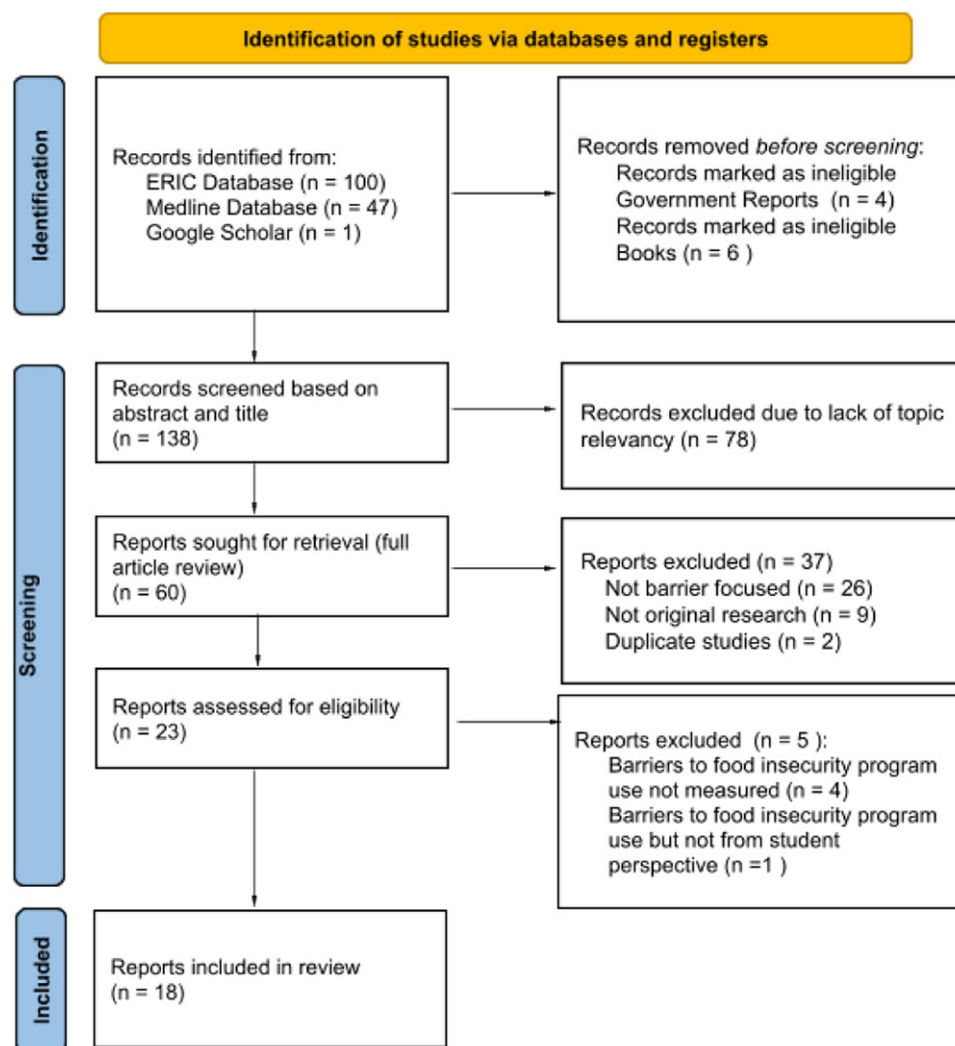 Identification of studies via databases and registers
Identification
Records identified from:
ERIC Database (n = 100)
Medline Database (n = 47)
Google Scholar (n = 1)
Records removed before screening:
Records marked as ineligible
Government Reports (n = 4)
Records marked as ineligible
Books (n = 6 )
Screening
Records screened based on
abstract and title
(n = 138)
Records excluded due to lack of topic
relevancy (n = 78)
Reports sought for retrieval (full
article review)
(n = 60)
Reports excluded (n = 37)
Not barrier focused (n = 26)
Not original research (n = 9)
Duplicate studies (n = 2)
Reports assessed for eligibility
(n = 23)
Reports excluded (n = 5 ):
Barriers to food insecurity program
use not measured (n = 4)
Barriers to food insecurity program
use but not from student
perspective (n =1 )
Included
Reports included in review
(n = 18)